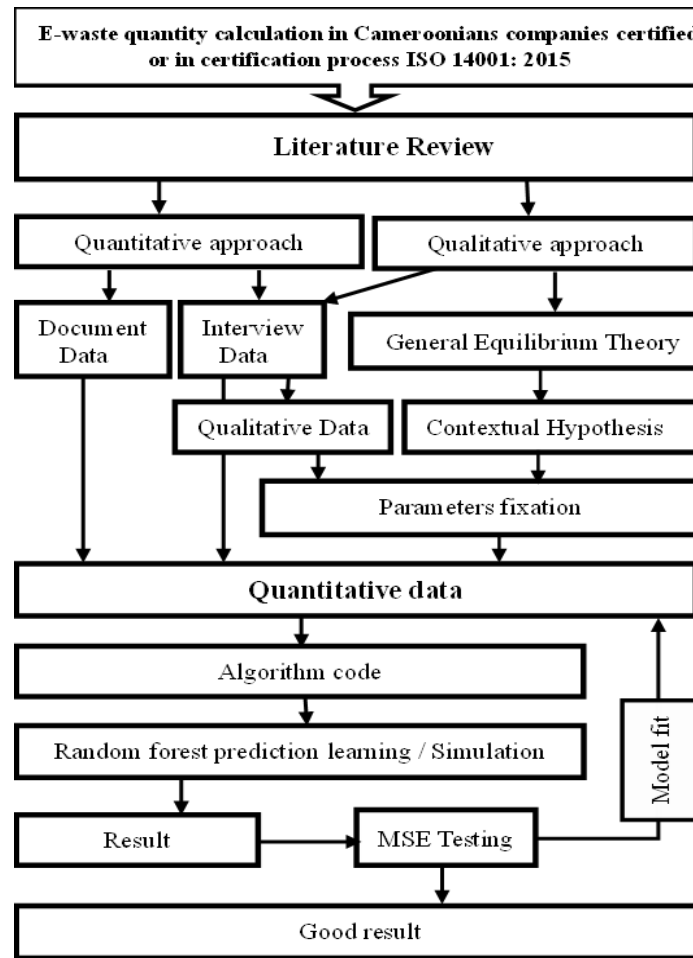 E-waste quantity calculation in Cameroonians companies certified
or in certification process ISO 14001: 2015
Literature Review
Quantitative approach
Qualitative approach
Document
Data
Interview
Data
General Equilibrium Theory
Qualitative Data
Contextual Hypothesis
Parameters fixation
Quantitative data
Algorithm code
Random forest prediction learning / Simulation
Model fit
Result
MSE Testing
Good result